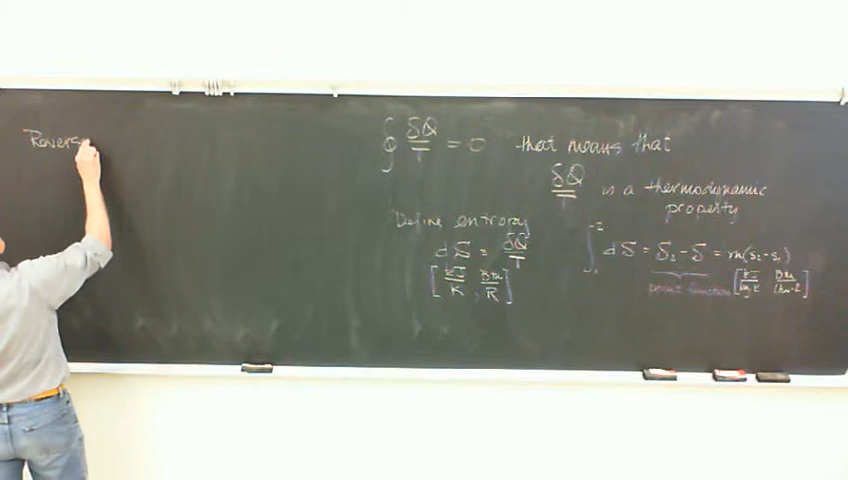 Revers
∮ δQ/T = 0 that means that
δQ/T is a thermodynamic
property
Define entropy
dS = δQ/T
[kJ/K, Btu/R]
∫₁² dS = S₂ - S = m(s₂ - s₁)
point function [kJ/kg·K Btu/lbm·R]